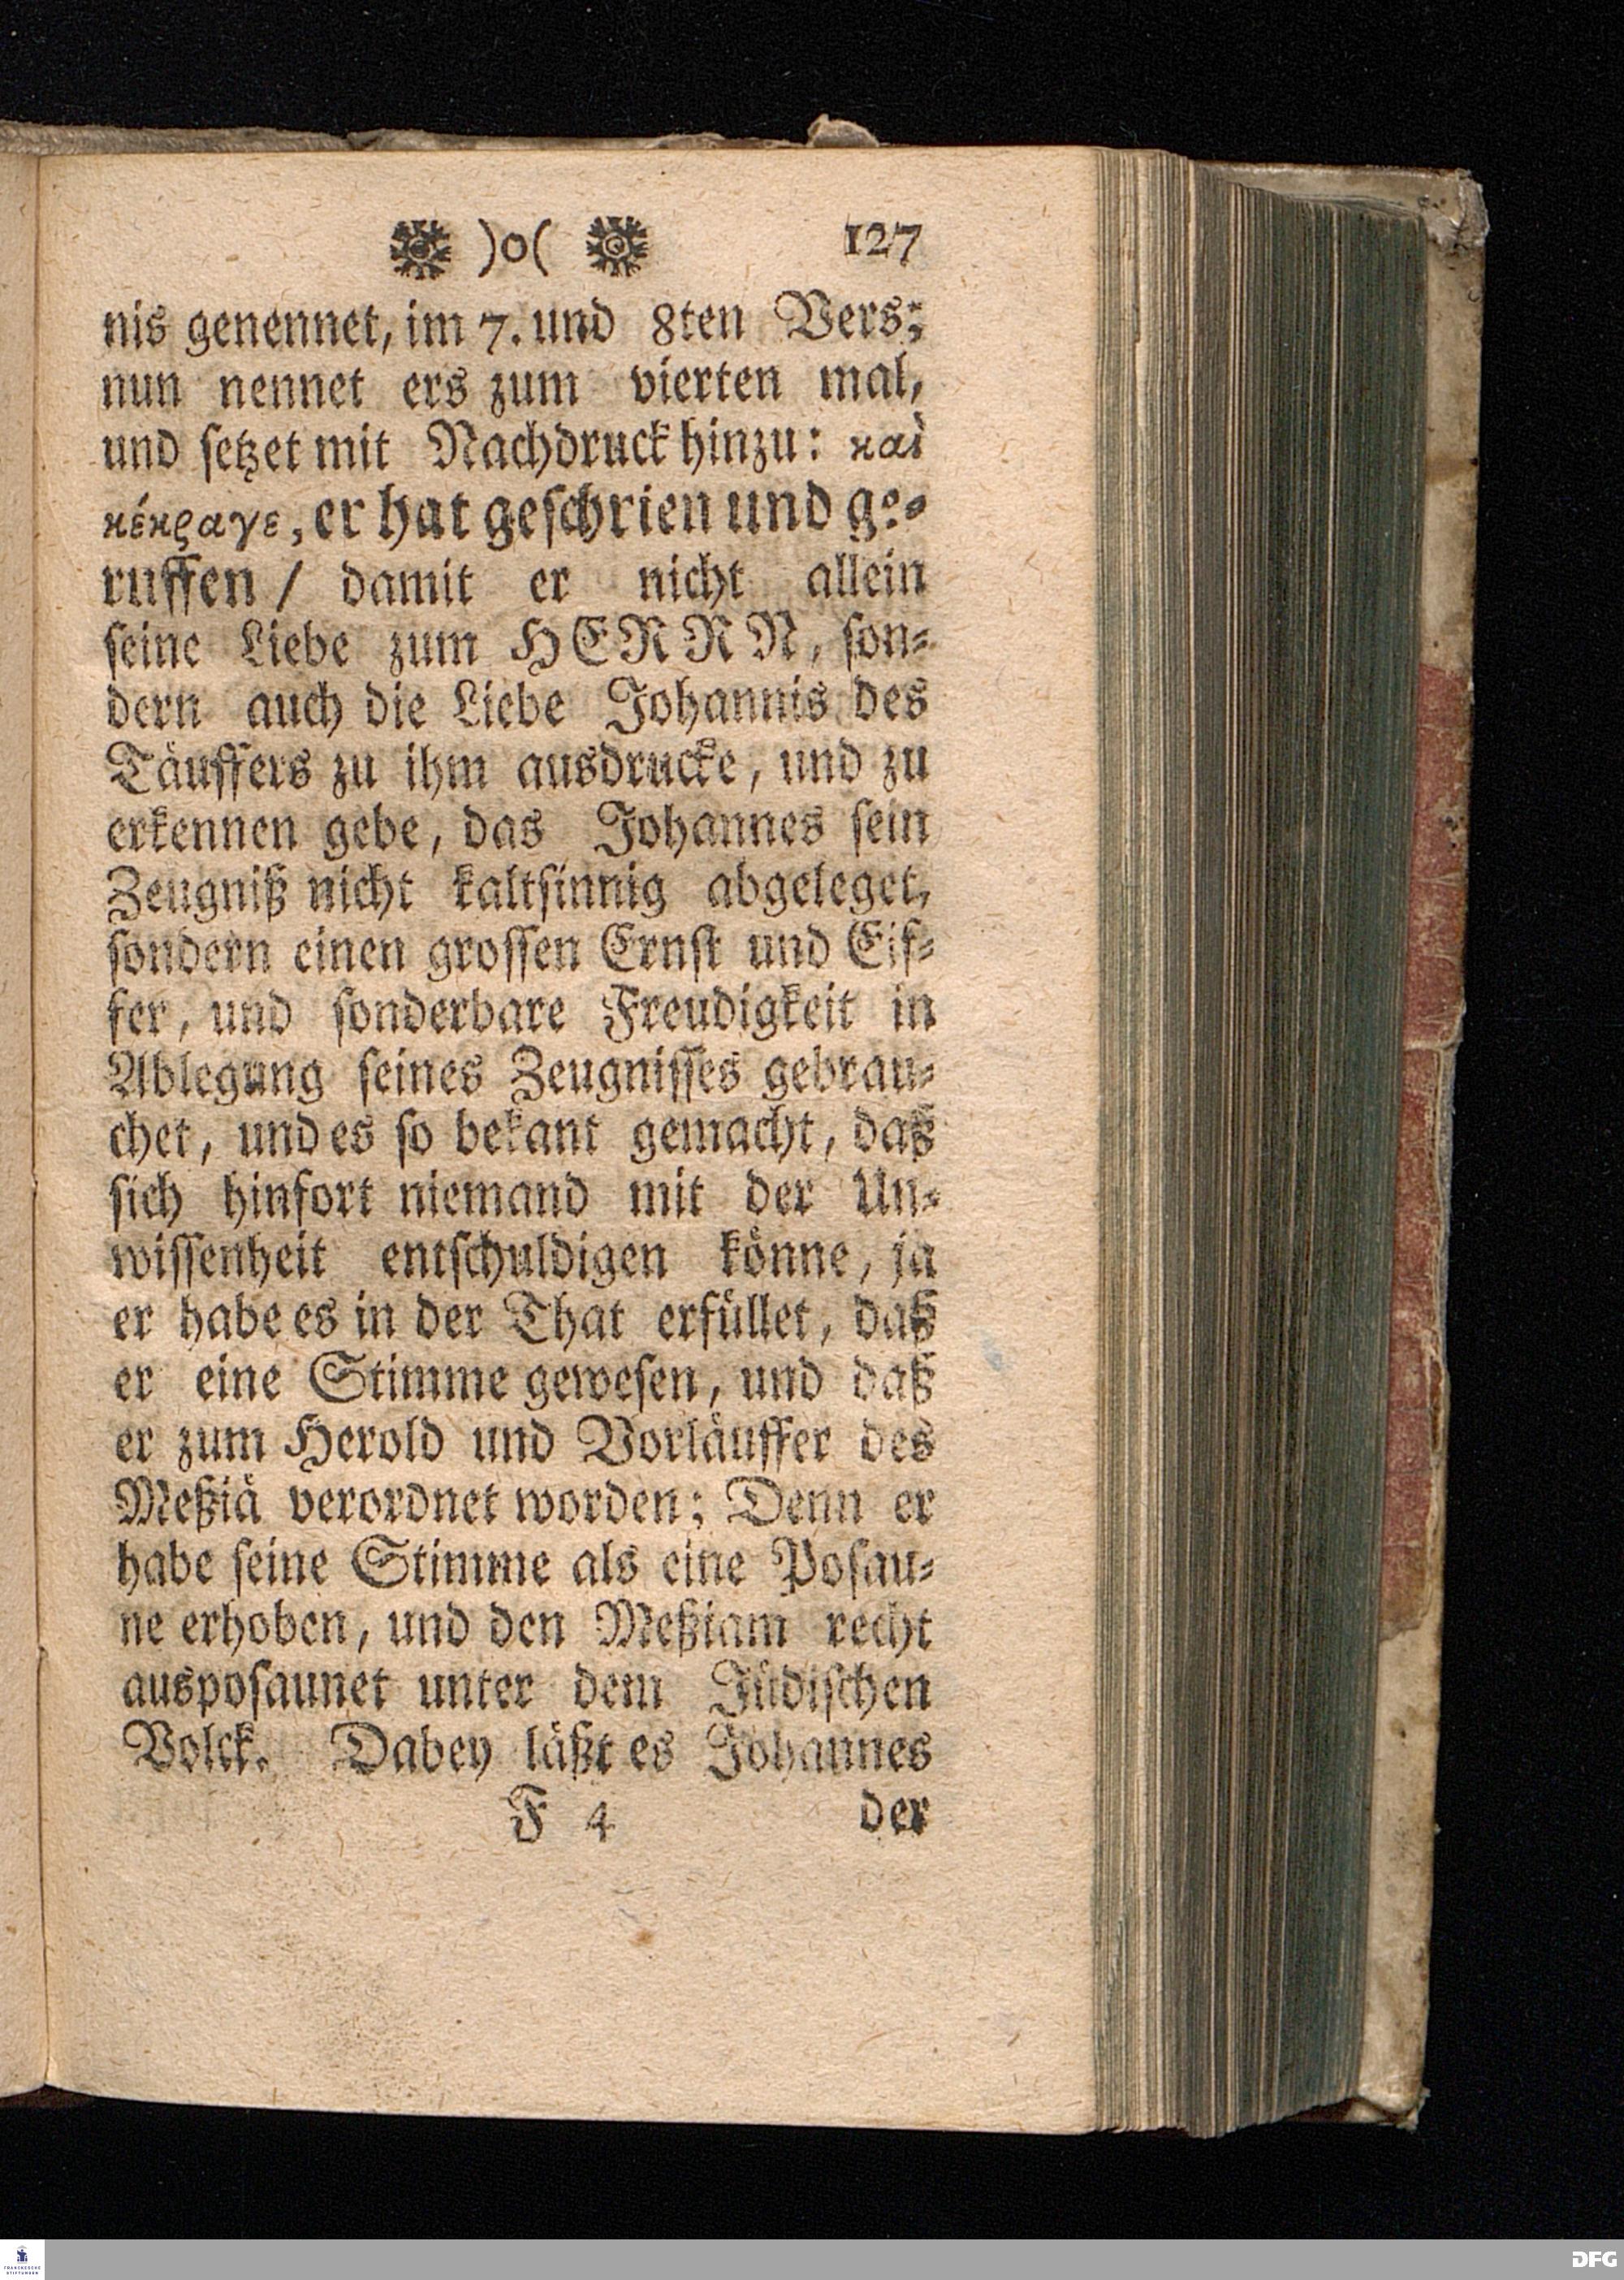 )o( 127
nis genennet, im 7. und 8ten Vers;
nun nennet ers zum vierten mal,
und setzet mit Nachdruck hinzu: καὶ
κέκραγε, er hat geschrien und ge-
ruffen / damit er nicht allein
seine Liebe zum HERRN, son-
dern auch die Liebe Johannis des
Täuffers zu ihm ausdrucke, und zu
erkennen gebe, das Johannes sein
Zeugniß nicht kaltsinnig abgeleget,
sondern einen grossen Ernst und Eif-
fer, und sonderbare Freudigkeit in
Ablegung seines Zeugnisses gebrau-
chet, und es so bekant gemacht, daß
sich hinfort niemand mit der Un-
wissenheit entschuldigen könne, ja
er habe es in der That erfüllet, daß
er eine Stimme gewesen, und daß
er zum Herold und Vorläuffer des
Meßiä verordnet worden; Denn er
habe seine Stimme als eine Posau-
ne erhoben, und den Meßiam recht
ausposaunet unter dem Jüdischen
Volck. Dabey läßt es Johannes
F 4 der
FRANCKESCHE
STIFTUNGEN
DFG